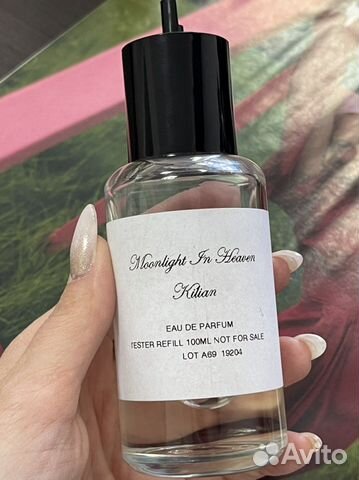 Moonlight In Heaven
Kilian
EAU DE PARFUM
TESTER REFILL 100ML NOT FOR SALE
LOT A69 19204
Avito